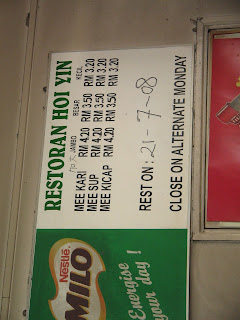 RESTORAN HOI YIN
JAMBO BESAR KECIL
MEE KARI RM 4.20 RM 3.50 RM 3.20
MEE SUP RM 4.20 RM 3.50 RM 3.20
MEE KICAP RM 4.20 RM 3.50 RM 3.20
REST ON : 21-7-08
CLOSE ON ALTERNATE MONDAY
Nestlé
MILO
Energise
your day!